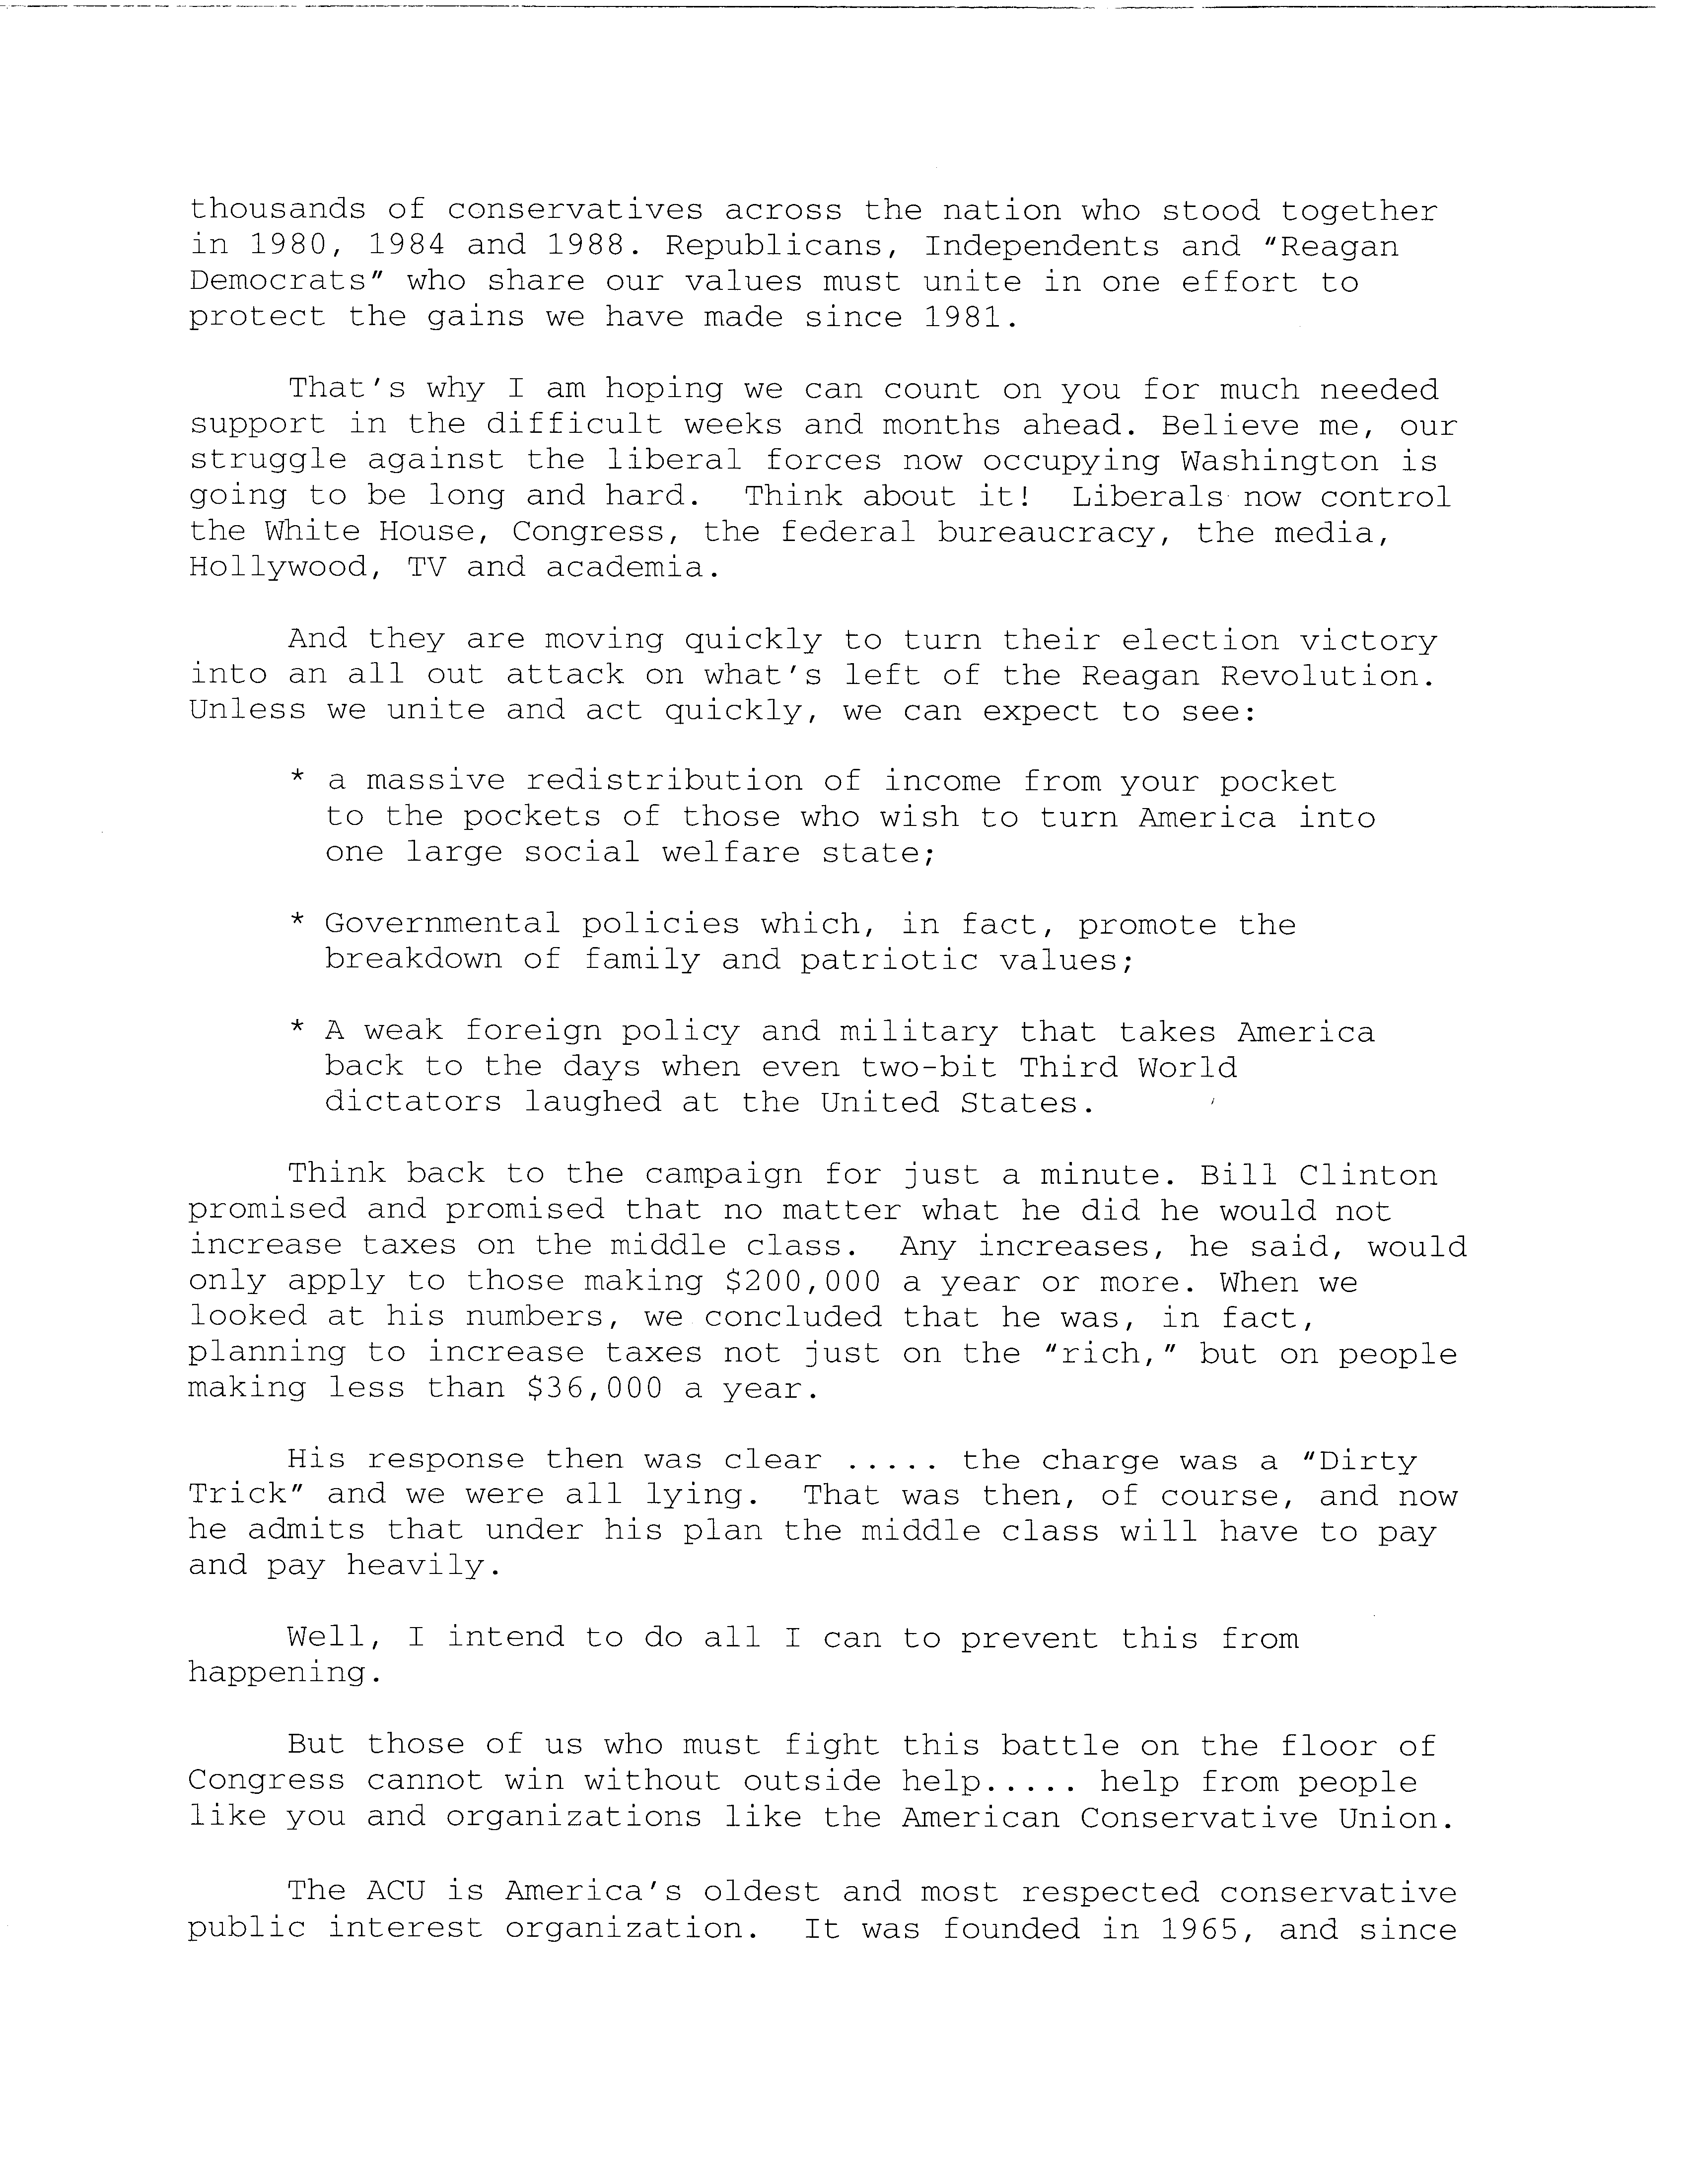 thousands of conservatives across the nation who stood together
in 1980, 1984 and 1988. Republicans, Independents and "Reagan
Democrats" who share our values must unite in one effort to
protect the gains we have made since 1981.
That's why I am hoping we can count on you for much needed
support in the difficult weeks and months ahead. Believe me, our
struggle against the liberal forces now occupying Washington is
going to be long and hard.  Think about it!  Liberals now control
the White House, Congress, the federal bureaucracy, the media,
Hollywood, TV and academia.
And they are moving quickly to turn their election victory
into an all out attack on what's left of the Reagan Revolution.
Unless we unite and act quickly, we can expect to see:
* a massive redistribution of income from your pocket
to the pockets of those who wish to turn America into
one large social welfare state;
* Governmental policies which, in fact, promote the
breakdown of family and patriotic values;
* A weak foreign policy and military that takes America
back to the days when even two-bit Third World
dictators laughed at the United States.
Think back to the campaign for just a minute. Bill Clinton
promised and promised that no matter what he did he would not
increase taxes on the middle class.  Any increases, he said, would
only apply to those making $200,000 a year or more. When we
looked at his numbers, we concluded that he was, in fact,
planning to increase taxes not just on the "rich," but on people
making less than $36,000 a year.
His response then was clear ..... the charge was a "Dirty
Trick" and we were all lying.  That was then, of course, and now
he admits that under his plan the middle class will have to pay
and pay heavily.
Well, I intend to do all I can to prevent this from
happening.
But those of us who must fight this battle on the floor of
Congress cannot win without outside help..... help from people
like you and organizations like the American Conservative Union.
The ACU is America's oldest and most respected conservative
public interest organization.  It was founded in 1965, and since